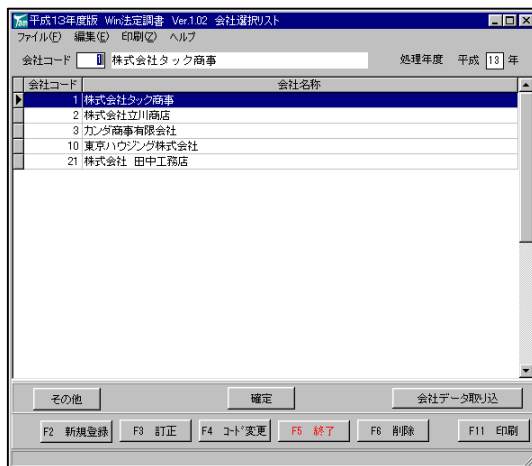 平成13年度版 Win法定調書 Ver.1.02 会社選択リスト
ファイル(F) 編集(E) 印刷(Z) ヘルプ
会社コード 1 株式会社タック商事 処理年度 平成 13 年
会社コード 会社名称
1 株式会社タック商事
2 株式会社立川商店
3 カンダ商事有限会社
10 東京ハウジング株式会社
21 株式会社 田中工務店
その他 確定 会社データ取り込
F2 新規登録 F3 訂正 F4 コード変更 F5 終了 F6 削除 F11 印刷